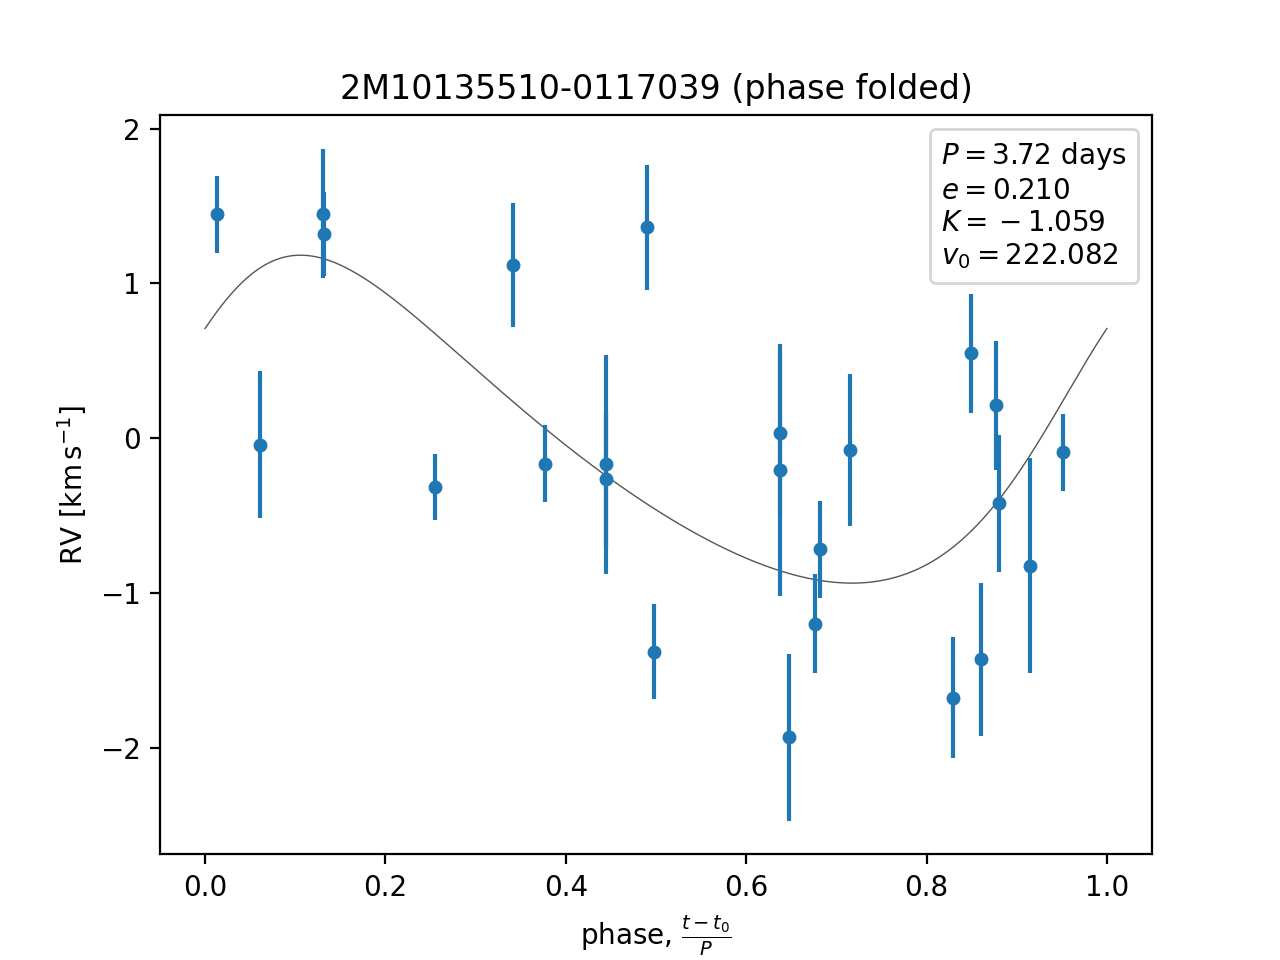 2M10135510-0117039 (phase folded)
P = 3.72 days
e = 0.210
K = −1.059
v₀ = 222.082
RV [km s⁻¹]
2
1
0
−1
−2
0.0 0.2 0.4 0.6 0.8 1.0
phase, (t − t₀)/P